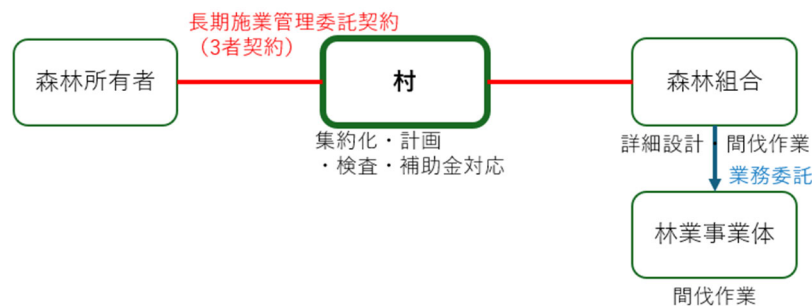 長期施業管理委託契約
（3者契約）
森林所有者
村
森林組合
集約化・計画
・検査・補助金対応
詳細設計・間伐作業
業務委託
林業事業体
間伐作業